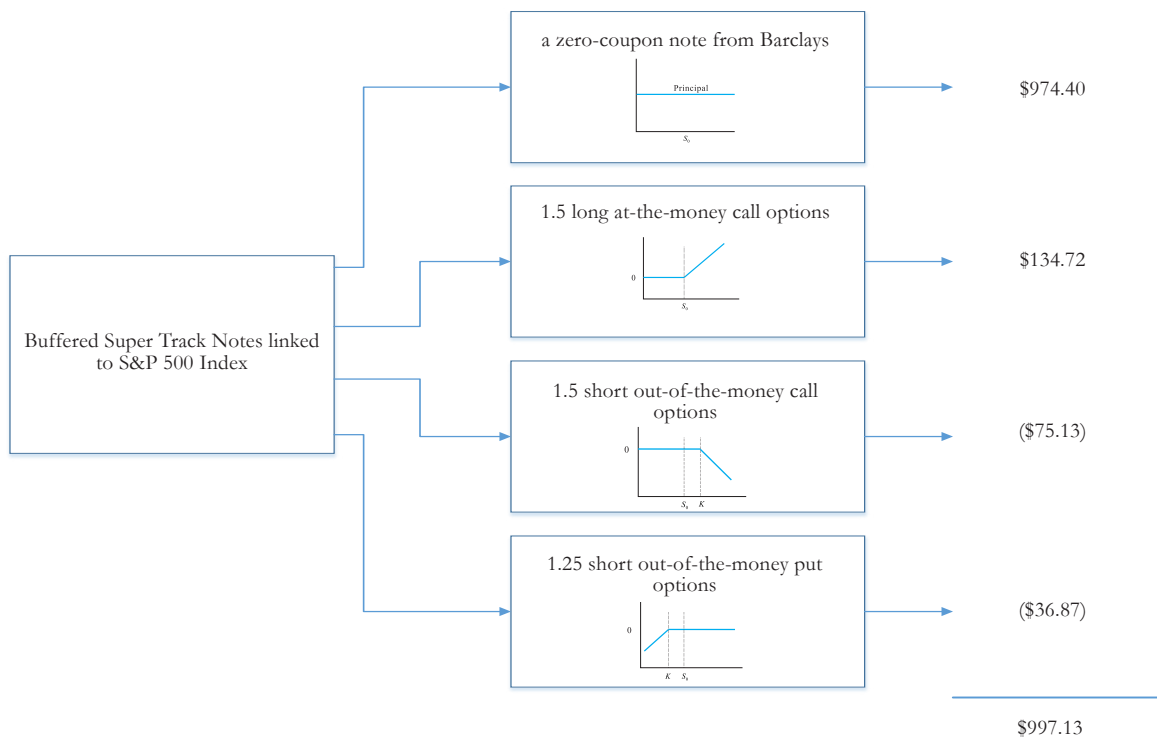 a zero-coupon note from Barclays
Principal
S0
$974.40
1.5 long at-the-money call options
0
S0
$134.72
Buffered Super Track Notes linked
to S&P 500 Index
1.5 short out-of-the-money call
options
0
S0 K
($75.13)
1.25 short out-of-the-money put
options
0
K S0
($36.87)
$997.13